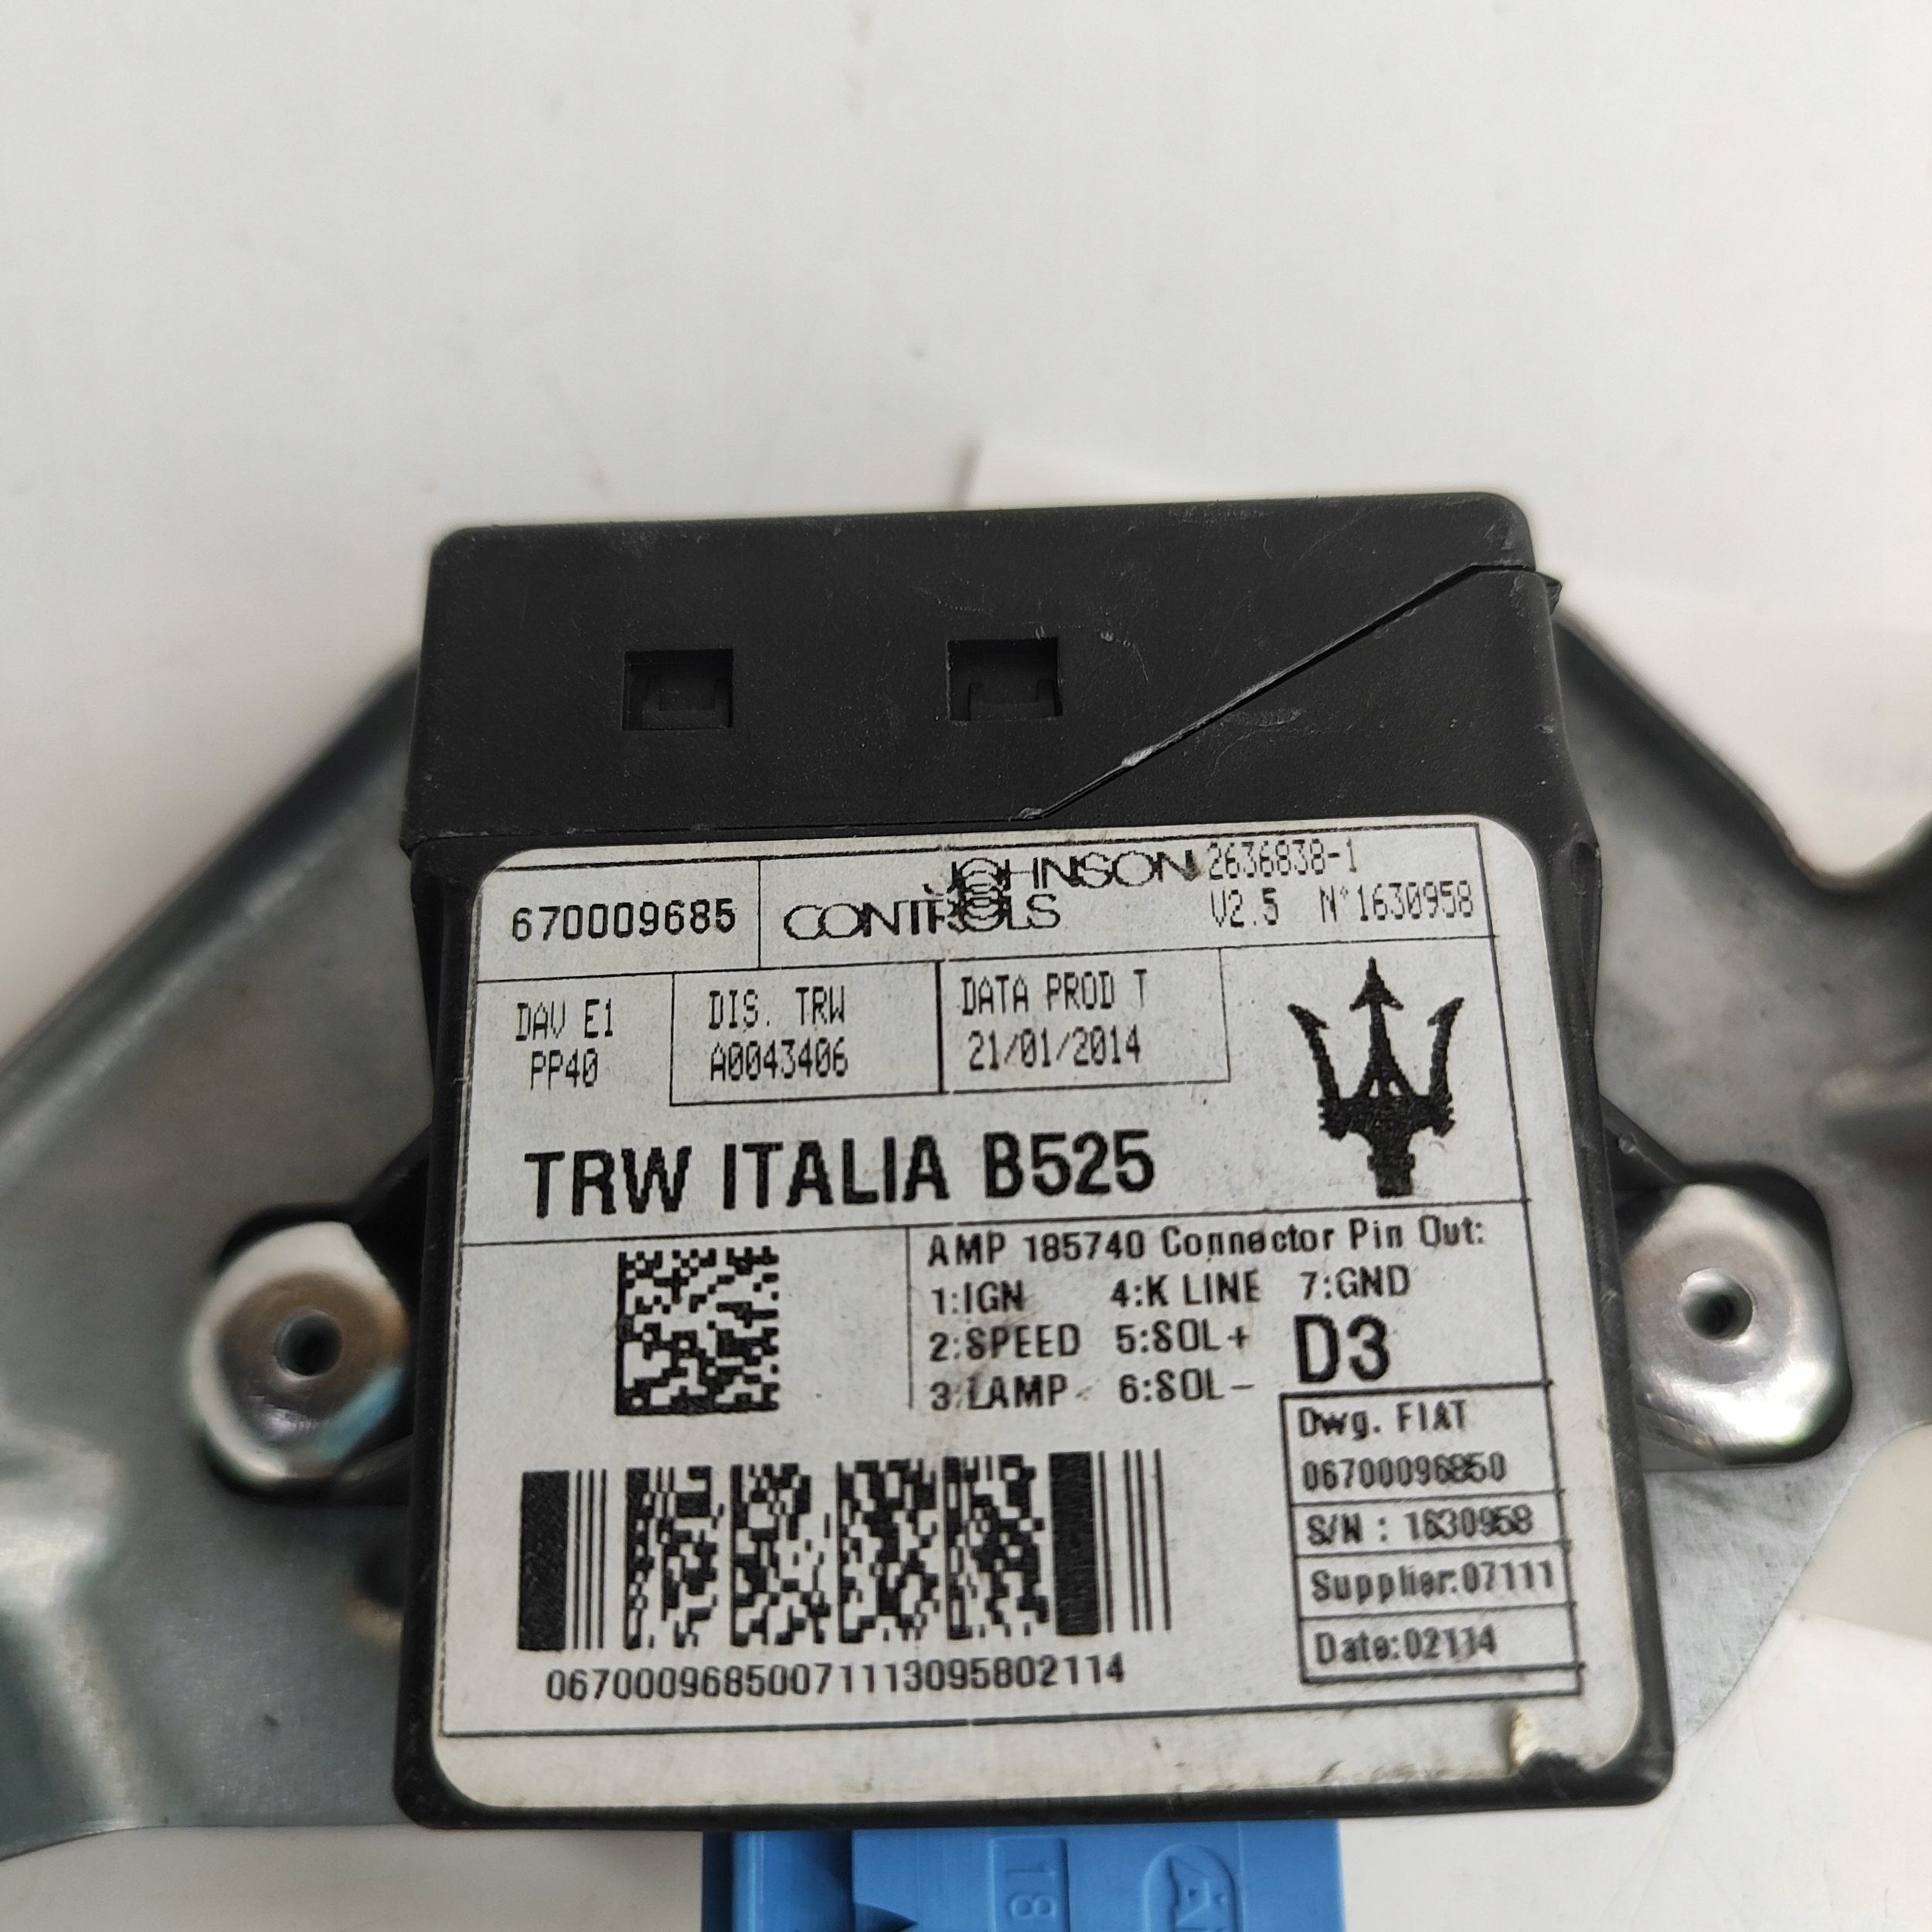 670009685
JOHNSON
CONTROLS
2636838-1
V2.5 N°1630958
DAV E1
PP40
DIS. TRW
A0043406
DATA PROD T
21/01/2014
TRW ITALIA B525
AMP 185740 Connector Pin Out:
1:IGN 4:K LINE 7:GND
2:SPEED 5:SOL+
3:LAMP 6:SOL-
D3
Dwg. FIAT
06700096850
S/N : 1630958
Supplier:07111
Date:02114
06700096850071113095802114
18